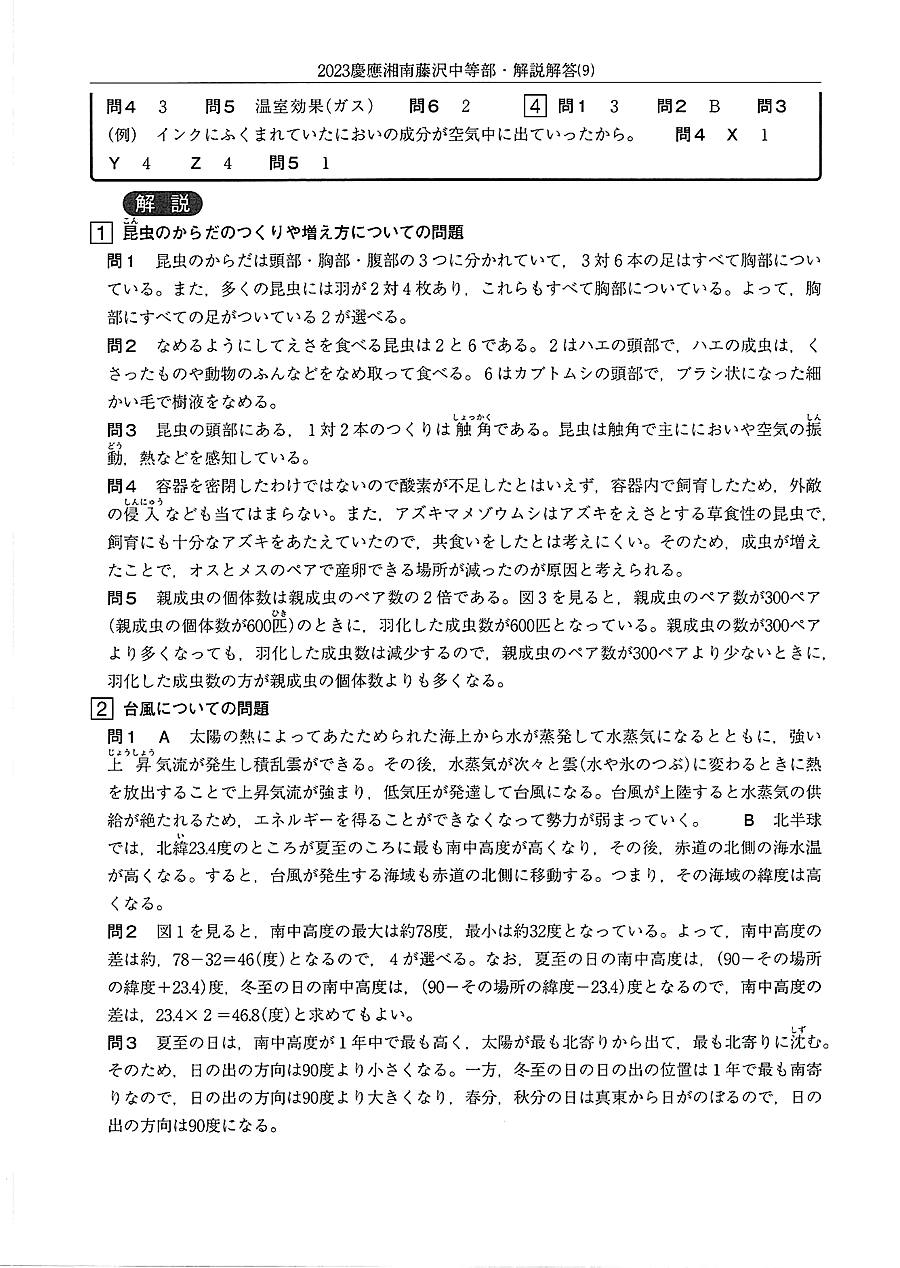 2023慶應湘南藤沢中等部・解説解答(9)
問4 3 問5 温室効果(ガス) 問6 2 4 問1 3 問2 B 問3
(例) インクにふくまれていたにおいの成分が空気中に出ていったから。 問4 X 1
Y 4 Z 4 問5 1
解説
1 昆虫のからだのつくりや増え方についての問題
問1 昆虫のからだは頭部・胸部・腹部の3つに分かれていて，3対6本の足はすべて胸部につい
ている。また，多くの昆虫には羽が2対4枚あり，これらもすべて胸部についている。よって，胸
部にすべての足がついている2が選べる。
問2 なめるようにしてえさを食べる昆虫は2と6である。2はハエの頭部で，ハエの成虫は，く
さったものや動物のふんなどをなめ取って食べる。6はカブトムシの頭部で，ブラシ状になった細
かい毛で樹液をなめる。
問3 昆虫の頭部にある，1対2本のつくりは触角である。昆虫は触角で主ににおいや空気の振
動，熱などを感知している。
問4 容器を密閉したわけではないので酸素が不足したとはいえず，容器内で飼育したため，外敵
の侵入なども当てはまらない。また，アズキマメゾウムシはアズキをえさとする草食性の昆虫で，
飼育にも十分なアズキをあたえていたので，共食いをしたとは考えにくい。そのため，成虫が増え
たことで，オスとメスのペアで産卵できる場所が減ったのが原因と考えられる。
問5 親成虫の個体数は親成虫のペア数の2倍である。図3を見ると，親成虫のペア数が300ペア
(親成虫の個体数が600匹)のときに，羽化した成虫数が600匹となっている。親成虫の数が300ペア
より多くなっても，羽化した成虫数は減少するので，親成虫のペア数が300ペアより少ないときに，
羽化した成虫数の方が親成虫の個体数よりも多くなる。
2 台風についての問題
問1 A 太陽の熱によってあたためられた海上から水が蒸発して水蒸気になるとともに，強い
上昇気流が発生し積乱雲ができる。その後，水蒸気が次々と雲(水や氷のつぶ)に変わるときに熱
を放出することで上昇気流が強まり，低気圧が発達して台風になる。台風が上陸すると水蒸気の供
給が絶たれるため，エネルギーを得ることができなくなって勢力が弱まっていく。 B 北半球
では，北緯23.4度のところが夏至のころに最も南中高度が高くなり，その後，赤道の北側の海水温
が高くなる。すると，台風が発生する海域も赤道の北側に移動する。つまり，その海域の緯度は高
くなる。
問2 図1を見ると，南中高度の最大は約78度，最小は約32度となっている。よって，南中高度の
差は約，78－32＝46(度)となるので，4が選べる。なお，夏至の日の南中高度は，(90－その場所
の緯度＋23.4)度，冬至の日の南中高度は，(90－その場所の緯度－23.4)度となるので，南中高度の
差は，23.4×2＝46.8(度)と求めてもよい。
問3 夏至の日は，南中高度が1年中で最も高く，太陽が最も北寄りから出て，最も北寄りに沈む。
そのため，日の出の方向は90度より小さくなる。一方，冬至の日の日の出の位置は1年で最も南寄
りなので，日の出の方向は90度より大きくなり，春分，秋分の日は真東から日がのぼるので，日の
出の方向は90度になる。